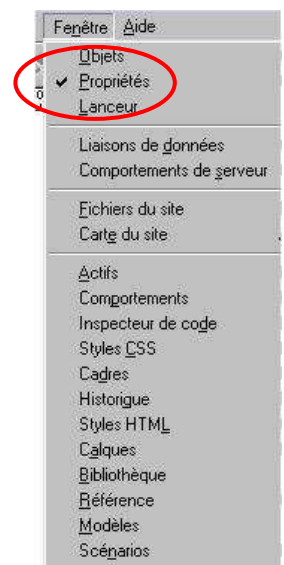 Fenêtre Aide
Objets
Propriétés
Lanceur
Liaisons de données
Comportements de serveur
Fichiers du site
Carte du site
Actifs
Comportements
Inspecteur de code
Styles CSS
Cadres
Historique
Styles HTML
Calques
Bibliothèque
Référence
Modèles
Scénarios